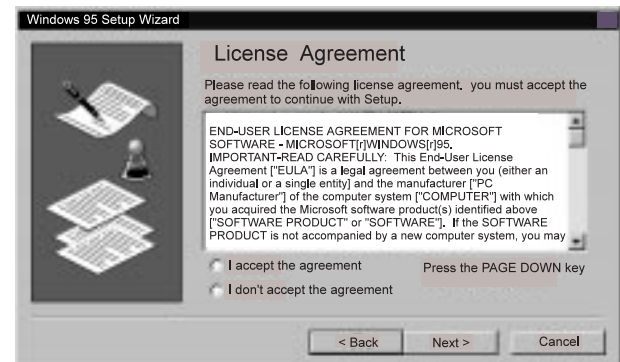 Windows 95 Setup Wizard
License Agreement
Please read the following license agreement. you must accept the
agreement to continue with Setup.
END-USER LICENSE AGREEMENT FOR MICROSOFT
SOFTWARE - MICROSOFT[r]WINDOWS[r]95.
IMPORTANT-READ CAREFULLY: This End-User License
Agreement ["EULA"] is a legal agreement between you (either an
individual or a single entity) and the manufacturer ["PC
Manufacturer"] of the computer system ["COMPUTER"] with which
you acquired the Microsoft software product(s) identified above
["SOFTWARE PRODUCT" or "SOFTWARE"]. If the SOFTWARE
PRODUCT is not accompanied by a new computer system, you may
I accept the agreement
Press the PAGE DOWN key
I don't accept the agreement
< Back
Next >
Cancel